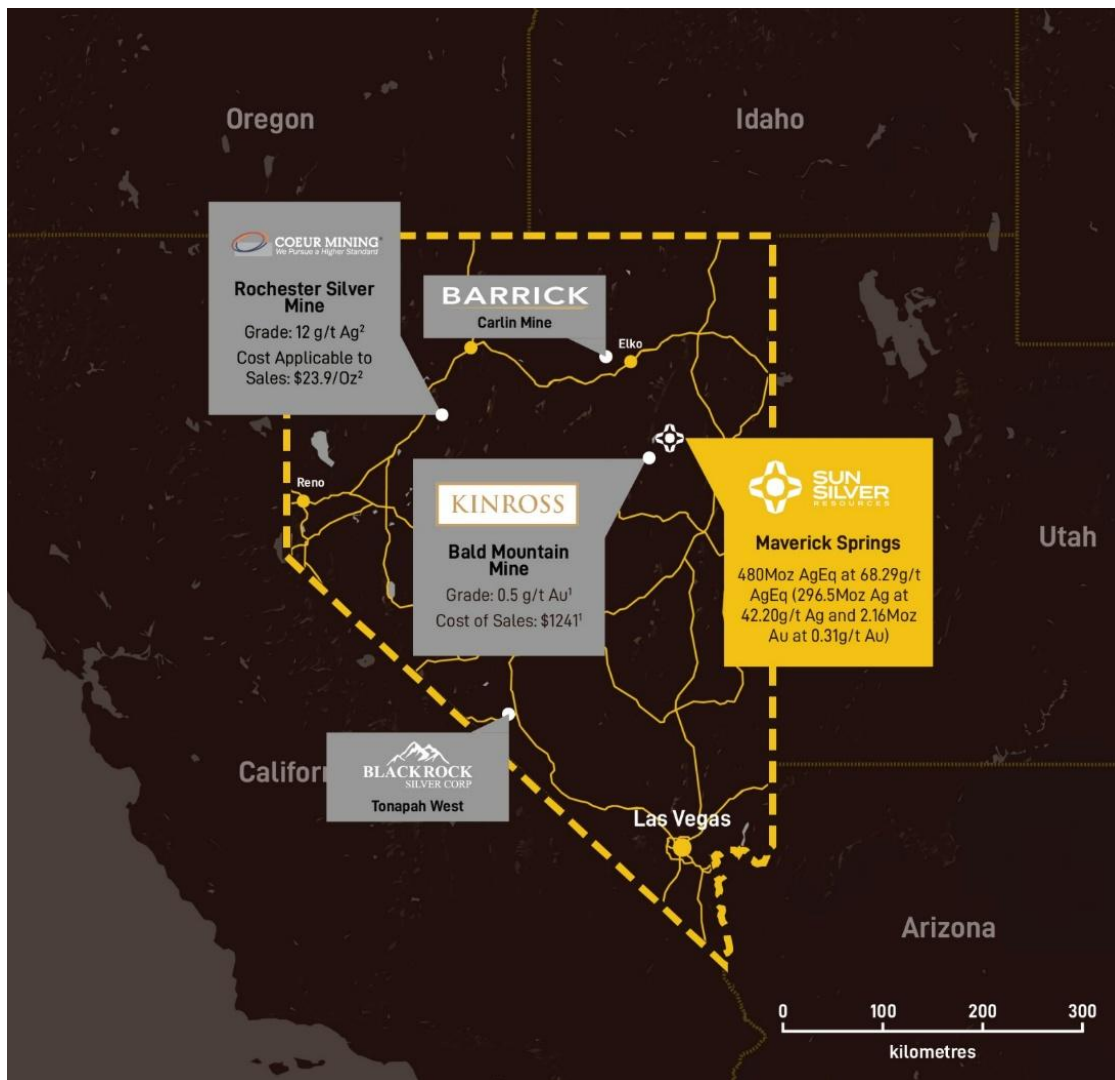 Oregon
Idaho
COEUR MINING
We Pursue a Higher Standard
Rochester Silver
Mine
Grade: 12 g/t Ag²
Cost Applicable to
Sales: $23.9/Oz²
BARRICK
Carlin Mine
Elko
Reno
KINROSS
Bald Mountain
Mine
Grade: 0.5 g/t Au¹
Cost of Sales: $1241¹
SUN
SILVER
RESOURCES
Maverick Springs
480Moz AgEq at 68.29g/t
AgEq (296.5Moz Ag at
42.20g/t Ag and 2.16Moz
Au at 0.31g/t Au)
Utah
Califor
BLACKROCK
SILVER CORP
Tonapah West
Las Vegas
Arizona
0 100 200 300
kilometres